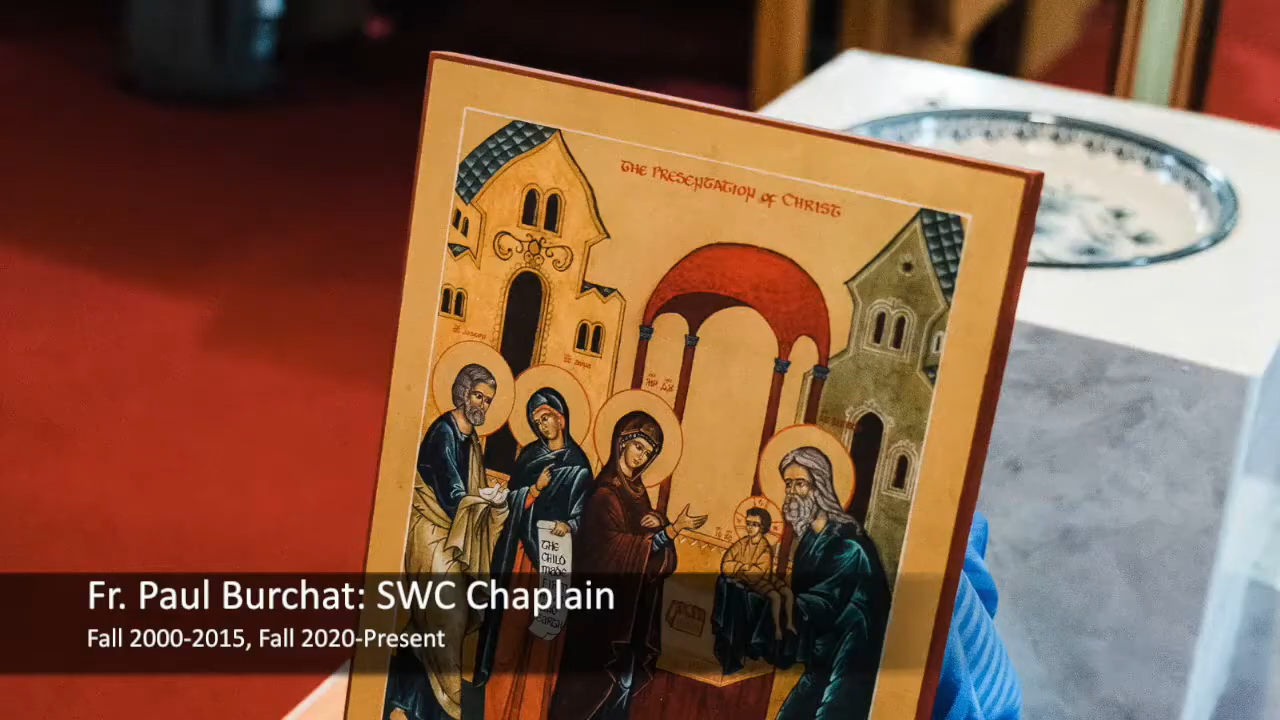 THE PRESENTATION OF CHRIST
THE
CHILD
MADE
Fr. Paul Burchat: SWC Chaplain
Fall 2000-2015, Fall 2020-Present